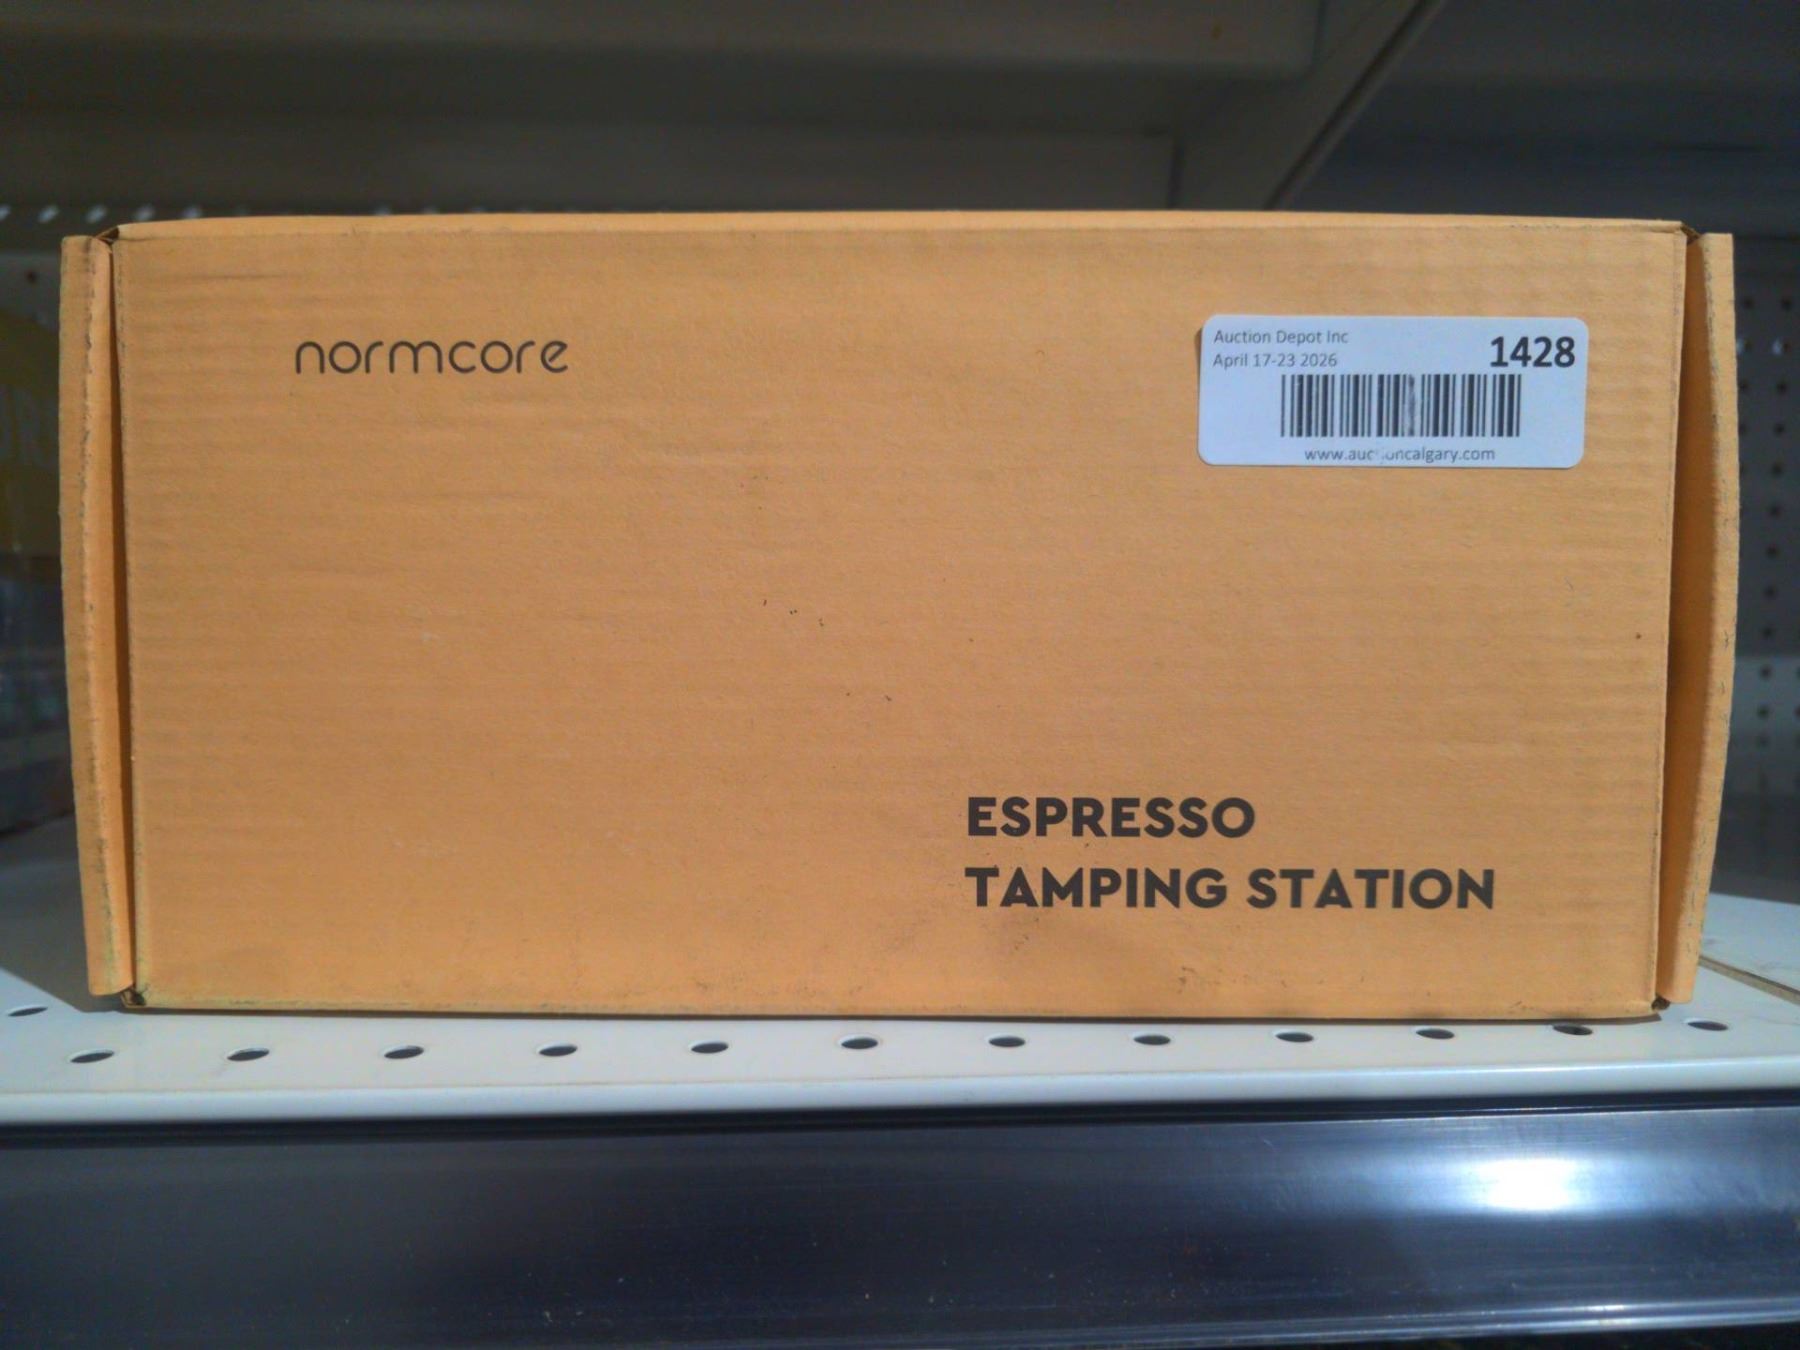 normcore
Auction Depot Inc
April 17-23 2026
1428
ESPRESSO
TAMPING STATION